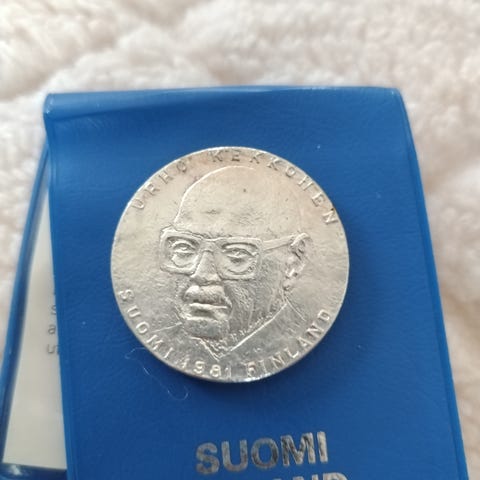 URHO KEKKONEN
SUOMI 1981 FINLAND
SUOMI